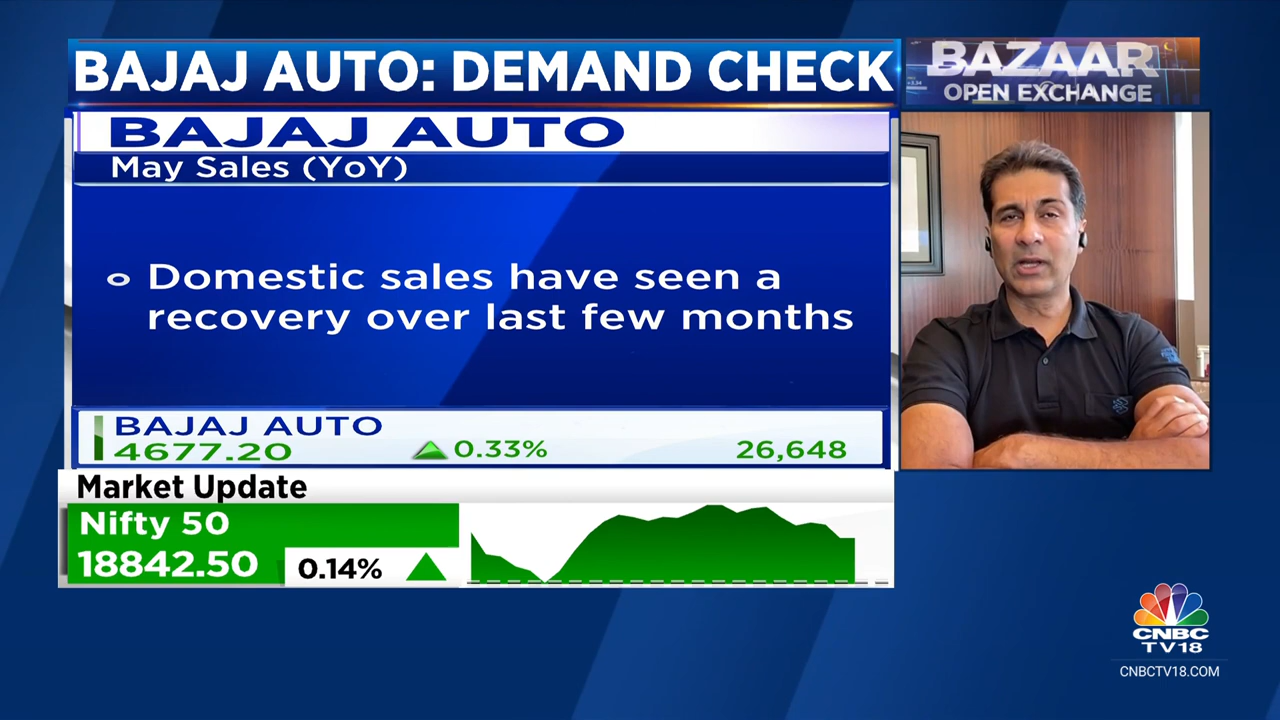 BAJAJ AUTO: DEMAND CHECK
BAZAAR
OPEN EXCHANGE
BAJAJ AUTO
May Sales (YoY)
Domestic sales have seen a
recovery over last few months
BAJAJ AUTO
4677.20 0.33% 26,648
Market Update
Nifty 50
18842.50 0.14%
CNBC
TV18
CNBCTV18.COM